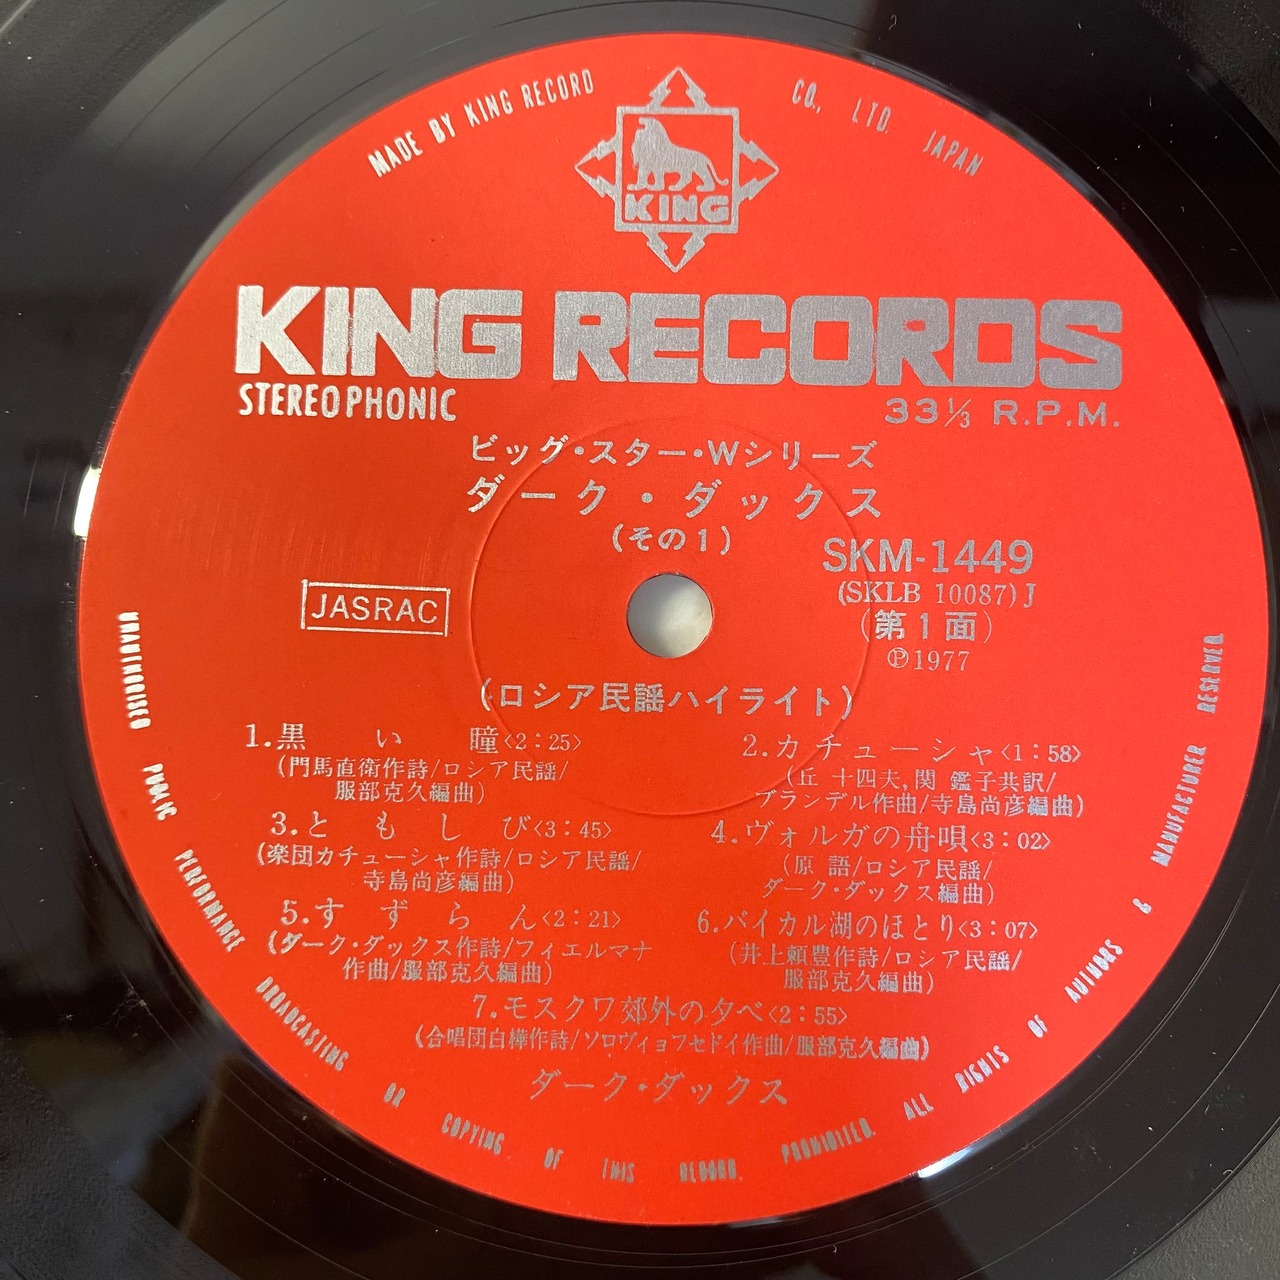 MADE BY KING RECORD CO., LTD. JAPAN
KING
KING RECORDS
STEREOPHONIC
33⅓ R.P.M.
ビッグ・スター・Wシリーズ
ダーク・ダックス
(その1)
SKM-1449
(SKLB 10087)J
JASRAC
(第1面)
Ⓟ1977
(ロシア民謡ハイライト)
1.黒い瞳<2:25>
(門馬直衛作詩/ロシア民謡/
服部克久編曲)
2.カチューシャ<1:58>
(丘 十四夫,関 鑑子共訳/
ブランデル作曲/寺島尚彦編曲)
3.ともしび<3:45>
(楽団カチューシャ作詩/ロシア民謡/
寺島尚彦編曲)
4.ヴォルガの舟唄<3:02>
(原語/ロシア民謡/
ダーク・ダックス編曲)
5.すずらん<2:21>
(ダーク・ダックス作詩/フィエルマナ
作曲/服部克久編曲)
6.バイカル湖のほとり<3:07>
(井上頼豊作詩/ロシア民謡/
服部克久編曲)
7.モスクワ郊外の夕べ<2:55>
(合唱団白樺作詩/ソロヴィョフセドイ作曲/服部克久編曲)
ダーク・ダックス
UNAUTHORISED PUBLIC PERFORMANCE BROADCASTING OR COPYING OF THIS RECORD. PROHIBITED. ALL RIGHTS OF AUTHORS & MANUFACTURER RESERVED